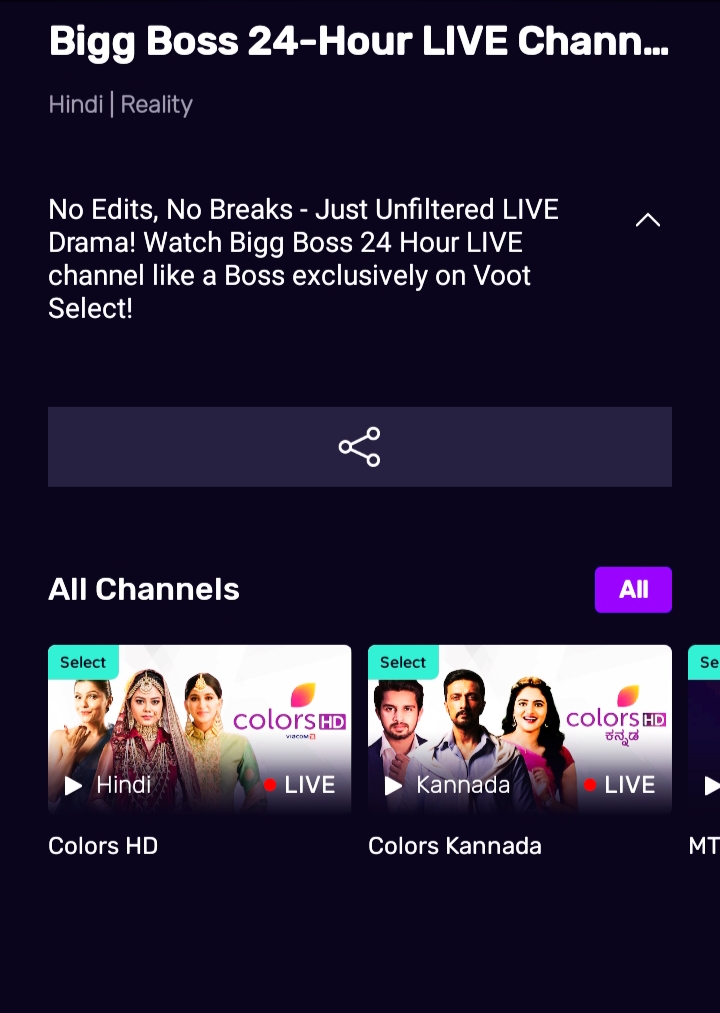 Bigg Boss 24-Hour LIVE Chann...
Hindi | Reality
No Edits, No Breaks - Just Unfiltered LIVE
Drama! Watch Bigg Boss 24 Hour LIVE
channel like a Boss exclusively on Voot
Select!
All Channels
All
Select
colors HD
VIACOM18
Hindi
LIVE
Colors HD
Select
colors HD
ಕನ್ನಡ
Kannada
LIVE
Colors Kannada
Se
MT